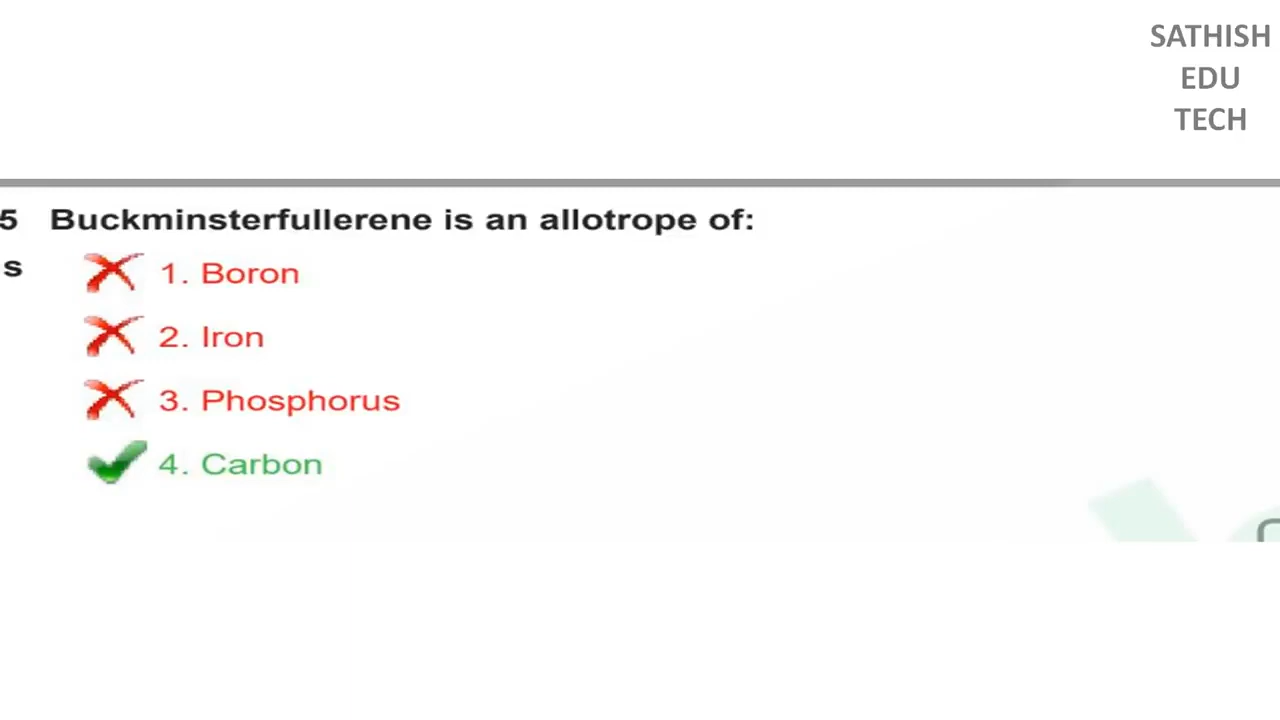 SATHISH
EDU
TECH
5 Buckminsterfullerene is an allotrope of:
s
1. Boron
2. Iron
3. Phosphorus
4. Carbon